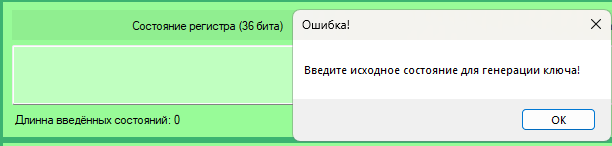 Состояние регистра (36 бита)
Ошибка!
Введите исходное состояние для генерации ключа!
Длинна введённых состояний: 0
OK